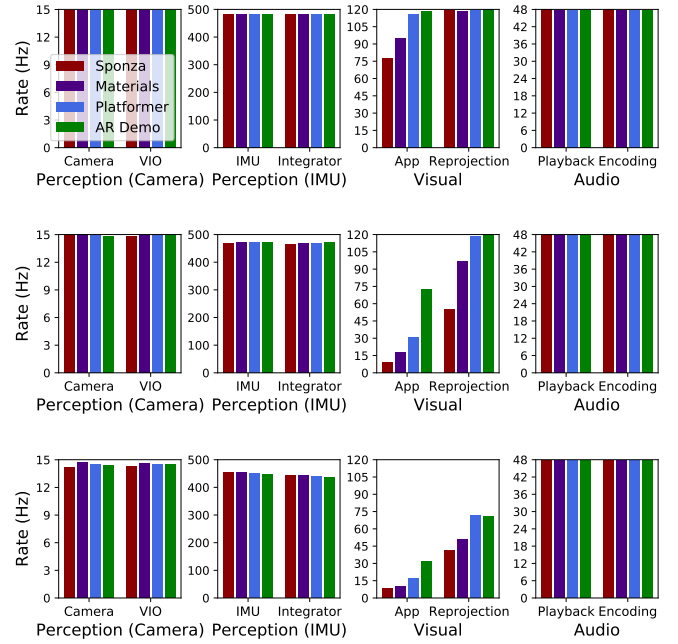 Rate (Hz)
15
12
9
6
3
0
Sponza
Materials
Platformer
AR Demo
Camera VIO
Perception (Camera)
500
400
300
200
100
0
IMU Integrator
Perception (IMU)
120
105
90
75
60
45
30
15
0
App Reprojection
Visual
48
42
36
30
24
18
12
6
0
Playback Encoding
Audio
Rate (Hz)
15
12
9
6
3
0
Camera VIO
Perception (Camera)
500
400
300
200
100
0
IMU Integrator
Perception (IMU)
120
105
90
75
60
45
30
15
0
App Reprojection
Visual
48
42
36
30
24
18
12
6
0
Playback Encoding
Audio
Rate (Hz)
15
12
9
6
3
0
Camera VIO
Perception (Camera)
500
400
300
200
100
0
IMU Integrator
Perception (IMU)
120
105
90
75
60
45
30
15
0
App Reprojection
Visual
48
42
36
30
24
18
12
6
0
Playback Encoding
Audio